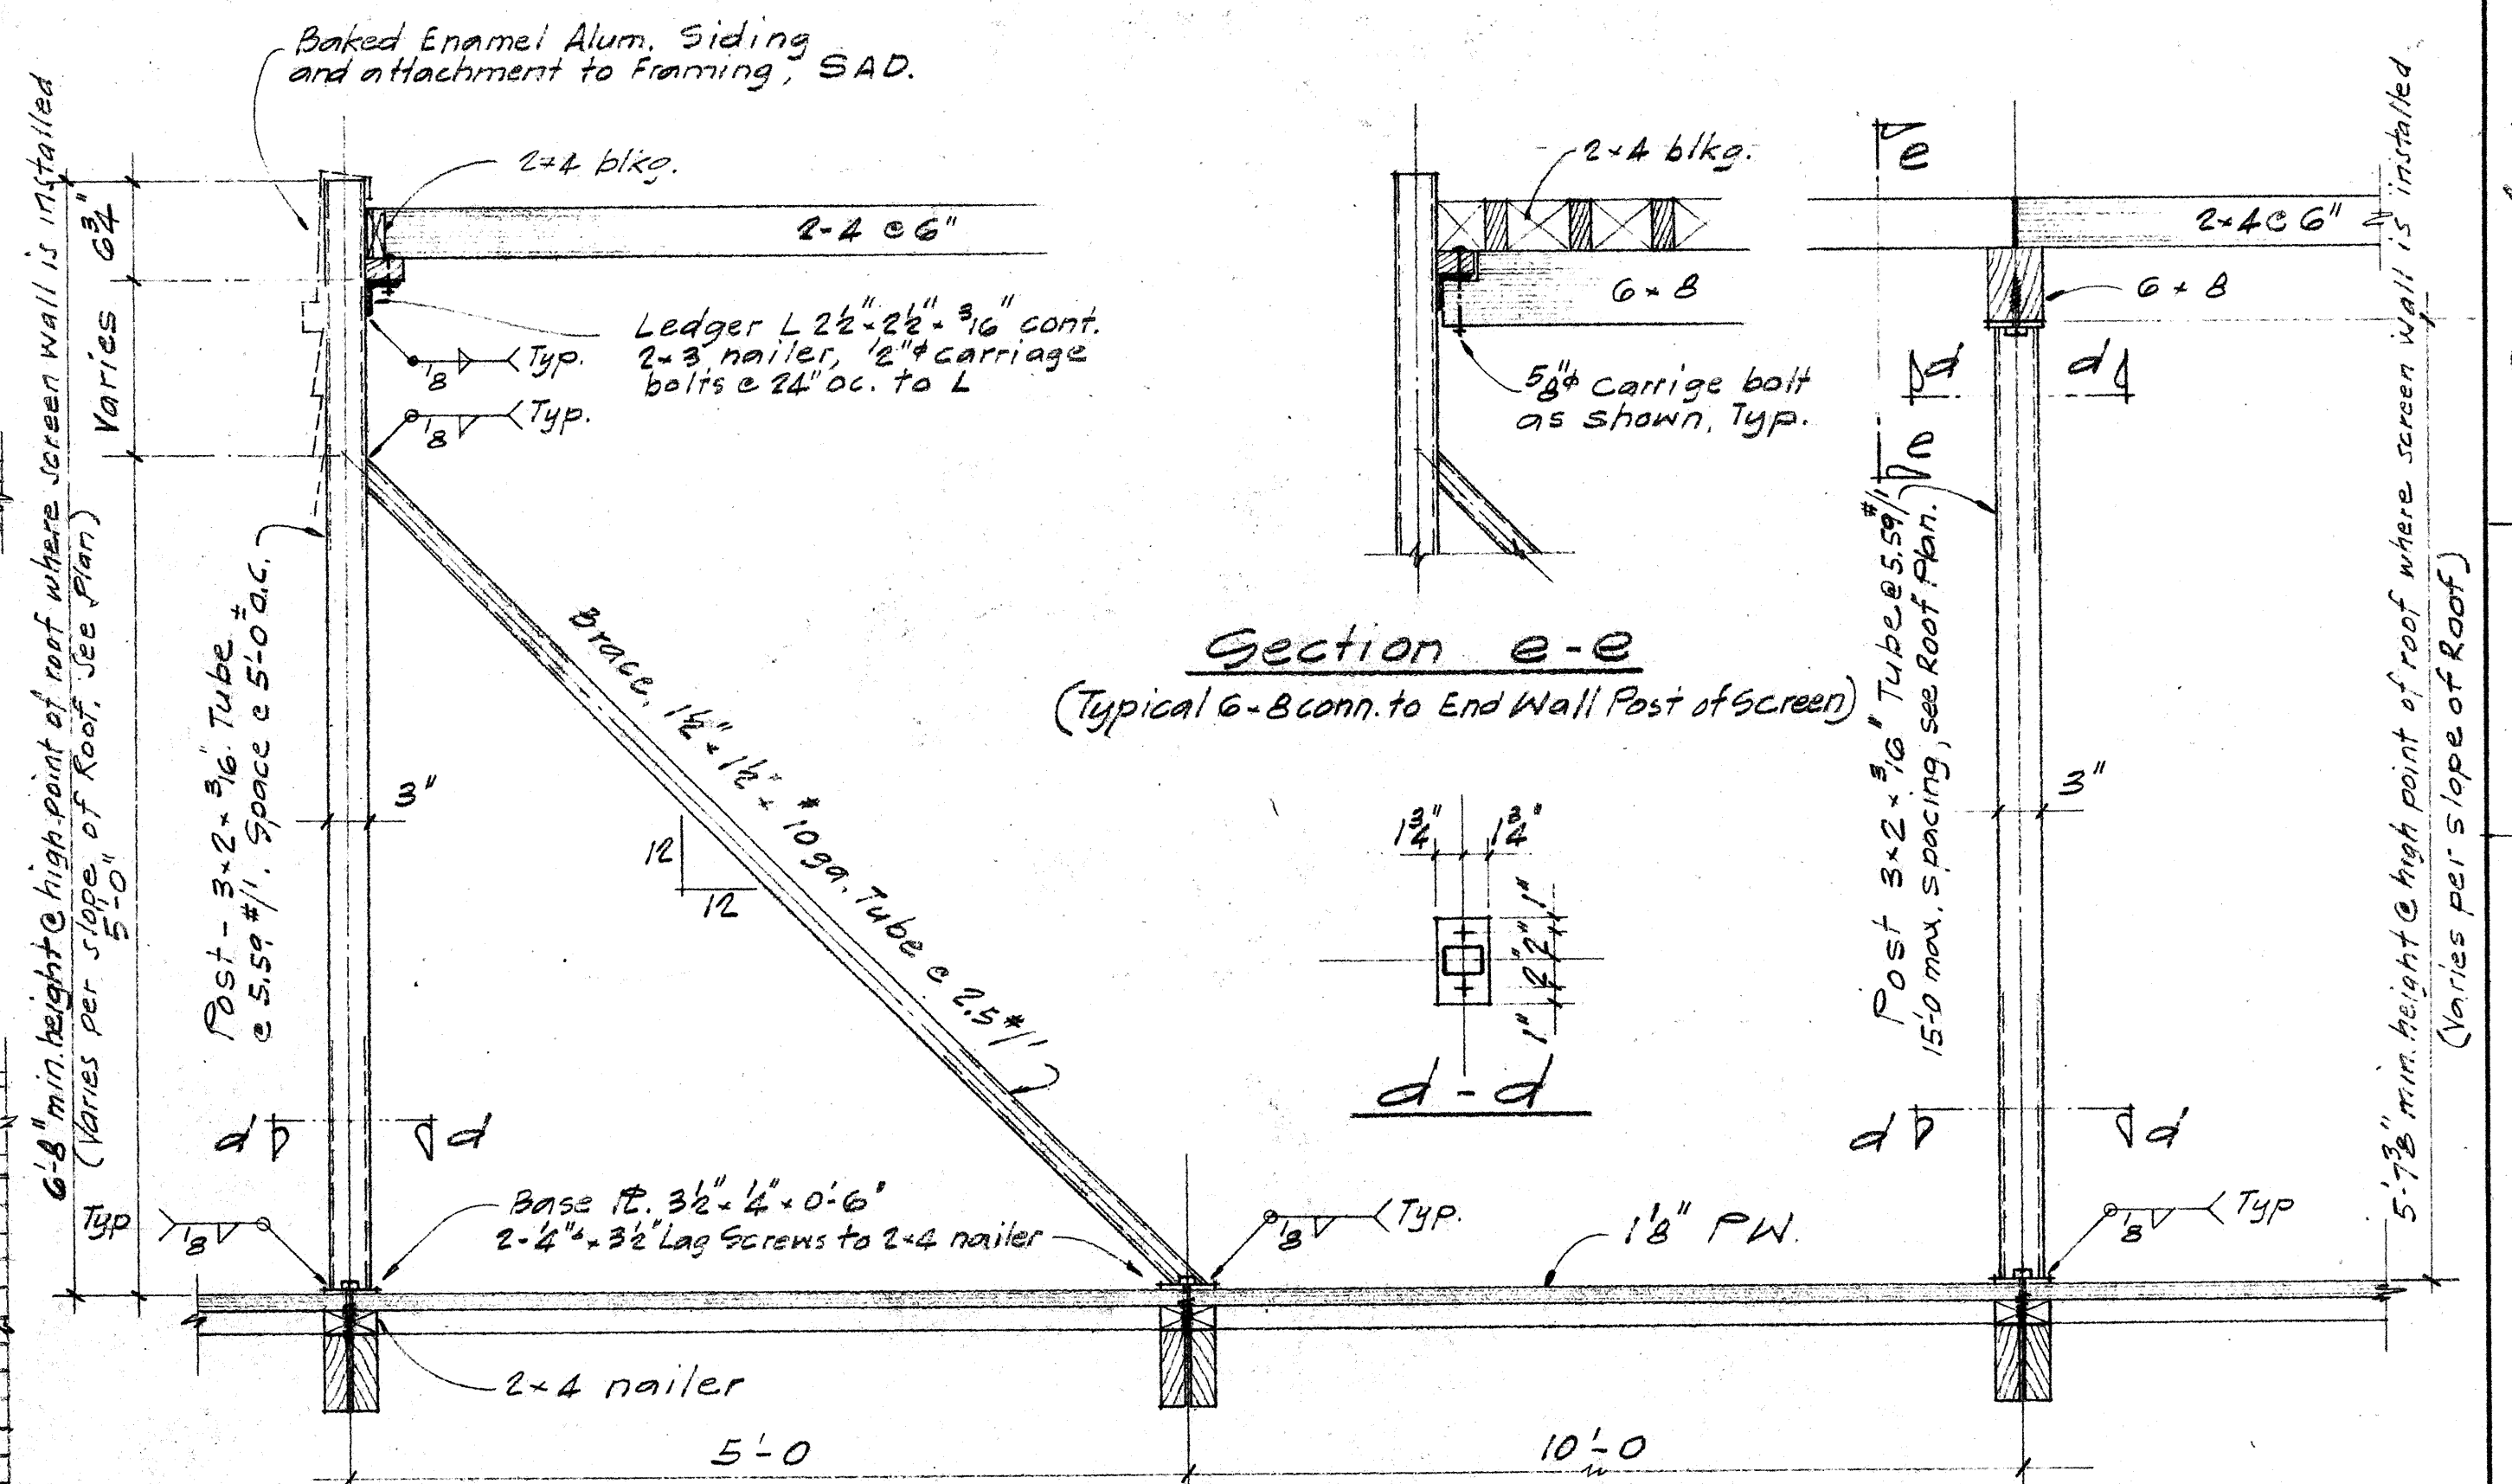 Baked Enamel Alum. Siding
and attachment to Framing, SAD.
2×4 blkg.
2-4 @ 6"
6 3/4"
Varies
5'-0"
6'-8" min. height @ high point of roof where screen wall is installed
(Varies per slope of Roof. See Plan)
Ledger L 2½"×2½"×3/16" cont.
2×3 nailer, ½"φ carriage
bolts @ 24" oc. to L
1/8 Typ.
1/8 Typ.
Post - 3×2×3/16" Tube
@ 5.59 #/1. Space @ 5'-0± o.c.
3"
Brace, 1½"×1½"×10ga. Tube @ 2.5#/'
12
12
d d
Typ 1/8
Base ℞. 3½"×¼"×0'-6"
2-¼"φ×3½" Lag Screws to 2×4 nailer
1/8 Typ.
1⅛" PW.
2×4 nailer
5'-0
10'-0
2×4 blkg.
6×8
5/8"φ Carrige bolt
as shown, Typ.
Section e-e
(Typical 6-8 conn. to End Wall Post of Screen)
1¾" 1¾"
1"
2"
2"
1"
d-d
e
2×4 @ 6"
6×8
d d
e
Post 3×2×3/16" Tube @ 5.59#/1
15'-0 max. spacing, see Roof Plan.
3"
d d
1/8 Typ
5'-7⅜" min. height @ high point of roof where screen wall is installed
(Varies per slope of Roof)